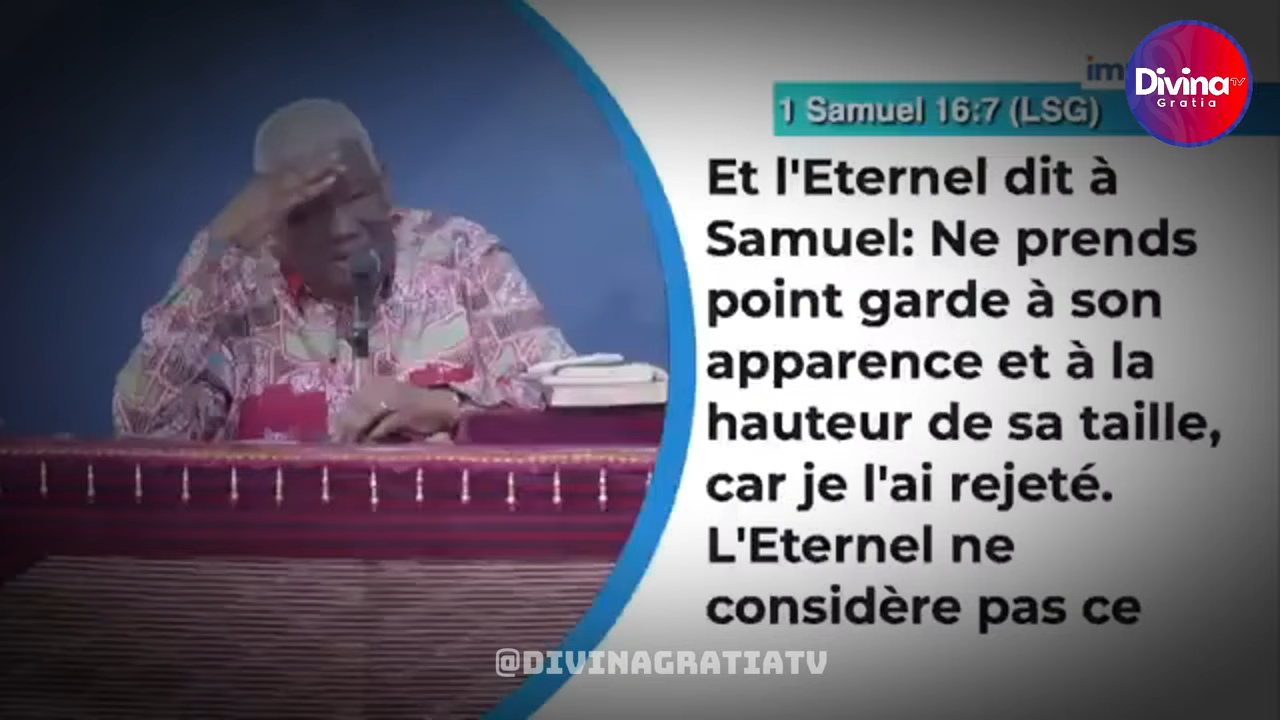 Divina TV
Gratia
1 Samuel 16:7 (LSG)
Et l'Eternel dit à
Samuel: Ne prends
point garde à son
apparence et à la
hauteur de sa taille,
car je l'ai rejeté.
L'Eternel ne
considère pas ce
@DIVINAGRATIATV